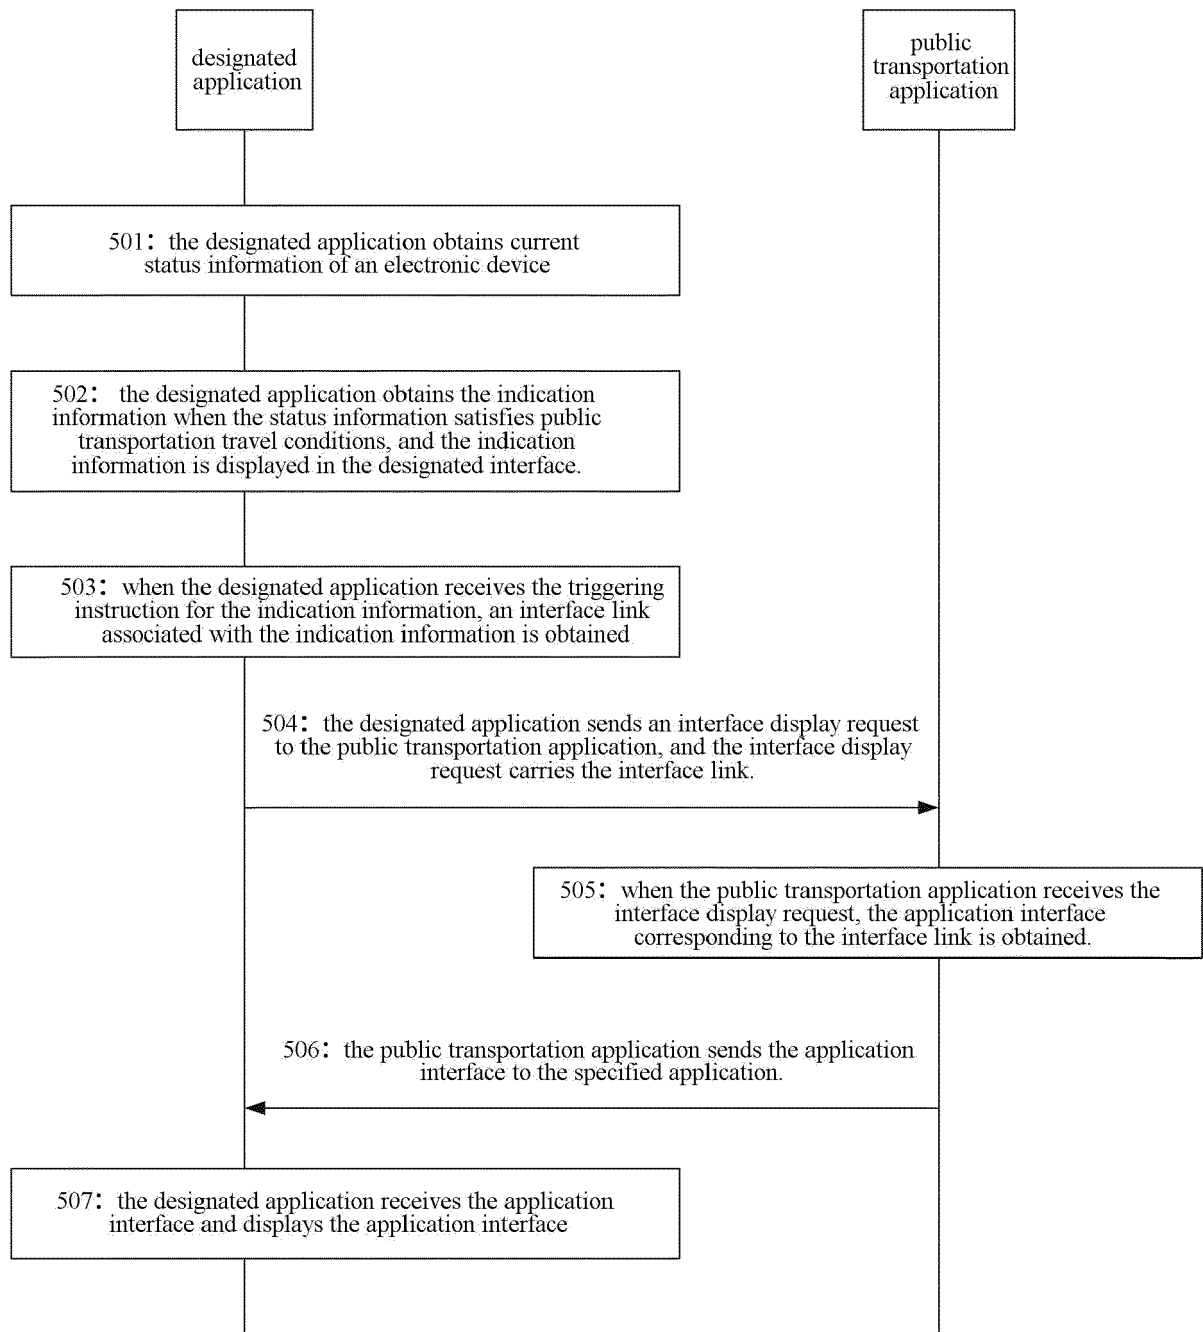 designated
application
public
transportation
application
501: the designated application obtains current
status information of an electronic device
502: the designated application obtains the indication
information when the status information satisfies public
transportation travel conditions, and the indication
information is displayed in the designated interface.
503: when the designated application receives the triggering
instruction for the indication information, an interface link
associated with the indication information is obtained
504: the designated application sends an interface display request
to the public transportation application, and the interface display
request carries the interface link.
505: when the public transportation application receives the
interface display request, the application interface
corresponding to the interface link is obtained.
506: the public transportation application sends the application
interface to the specified application.
507: the designated application receives the application
interface and displays the application interface